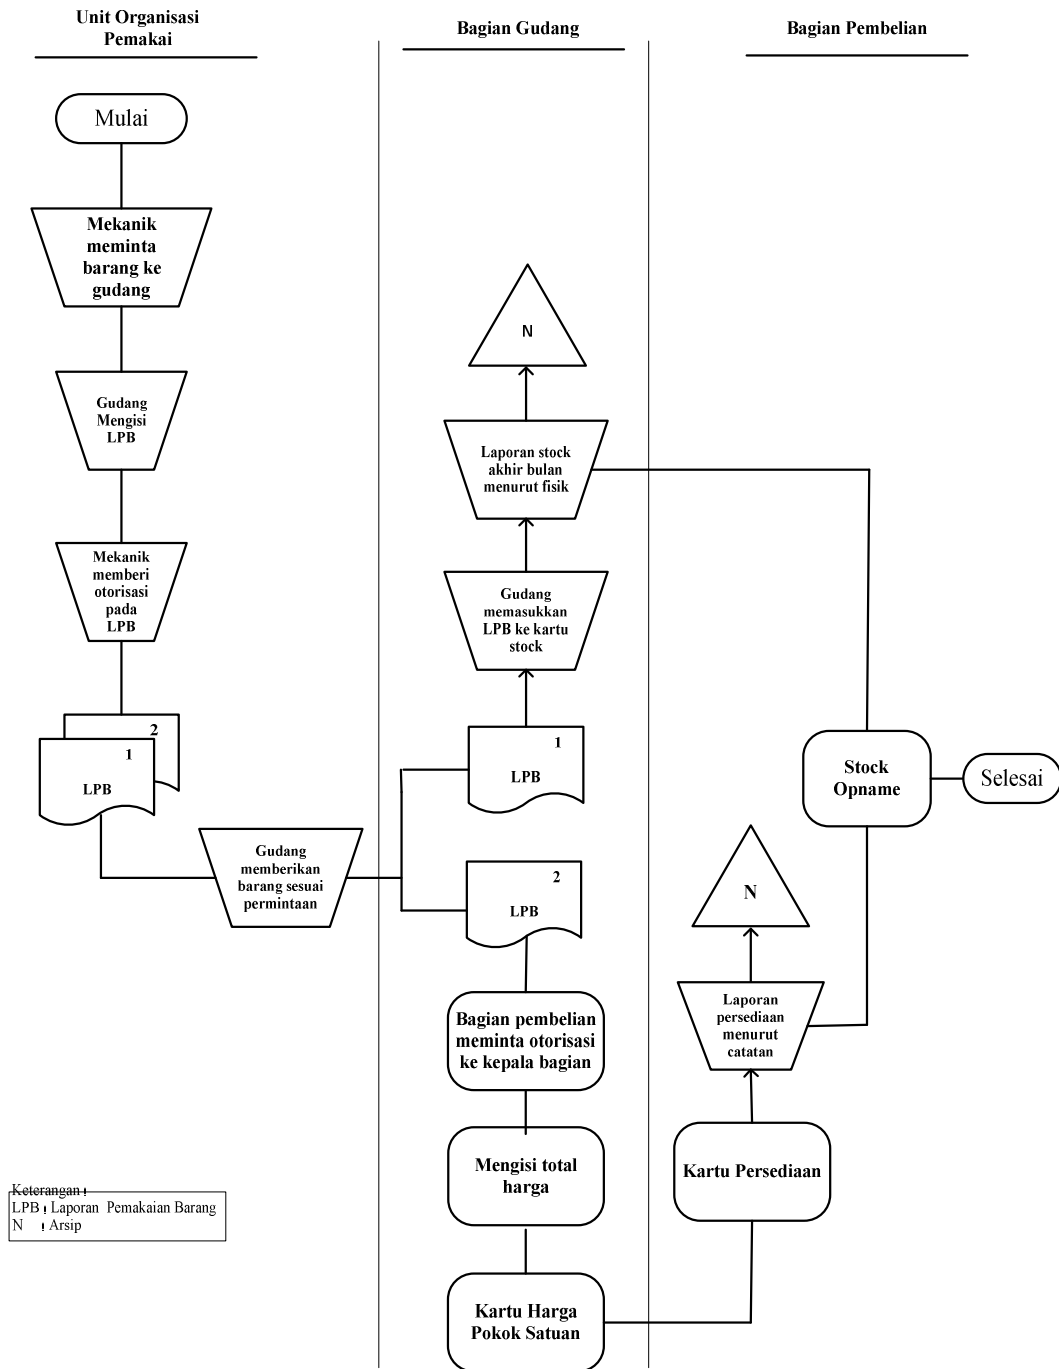 Unit Organisasi
Pemakai
Bagian Gudang
Bagian Pembelian
Mulai
Mekanik
meminta
barang ke
gudang
Gudang
Mengisi
LPB
Mekanik
memberi
otorisasi
pada
LPB
2
1
LPB
Gudang
memberikan
barang sesuai
permintaan
N
Laporan stock
akhir bulan
menurut fisik
Gudang
memasukkan
LPB ke kartu
stock
1
LPB
2
LPB
Bagian pembelian
meminta otorisasi
ke kepala bagian
Mengisi total
harga
Kartu Harga
Pokok Satuan
Stock
Opname
Selesai
N
Laporan
persediaan
menurut
catatan
Kartu Persediaan
Keterangan :
LPB : Laporan Pemakaian Barang
N : Arsip